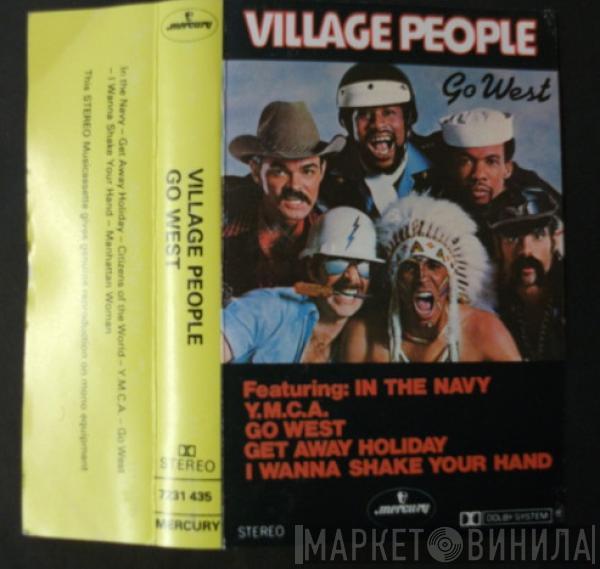 mercury
In the Navy – Get Away Holiday – Citizens of the World – Y.M.C.A. – Go West
– I Wanna Shake Your Hand – Manhattan Woman
This STEREO Musicassette gives genuine reproduction on mono equipment
VILLAGE PEOPLE
GO WEST
STEREO
7231 435
MERCURY
VILLAGE PEOPLE
Go West
Featuring: IN THE NAVY
Y.M.C.A.
GO WEST
GET AWAY HOLIDAY
I WANNA SHAKE YOUR HAND
STEREO
mercury
DOLBY SYSTEM
МАРКЕТ ВИНИЛА